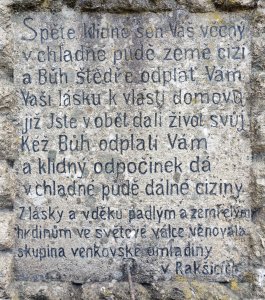 Spěte klidně sen Váš věčný
v chladné půdě země cizí
a Bůh štědře odplať Vám
Vaši lásku k vlasti domovu
již Jste v oběť dali život svůj
Kéž Bůh odplatí Vám
a klidný odpočinek dá
v chladné půdě dálné ciziny.
Z lásky a vděku padlým a zemřelým
hrdinům ve světové válce věnovala
skupina venkovské omladiny
v Rakšicích